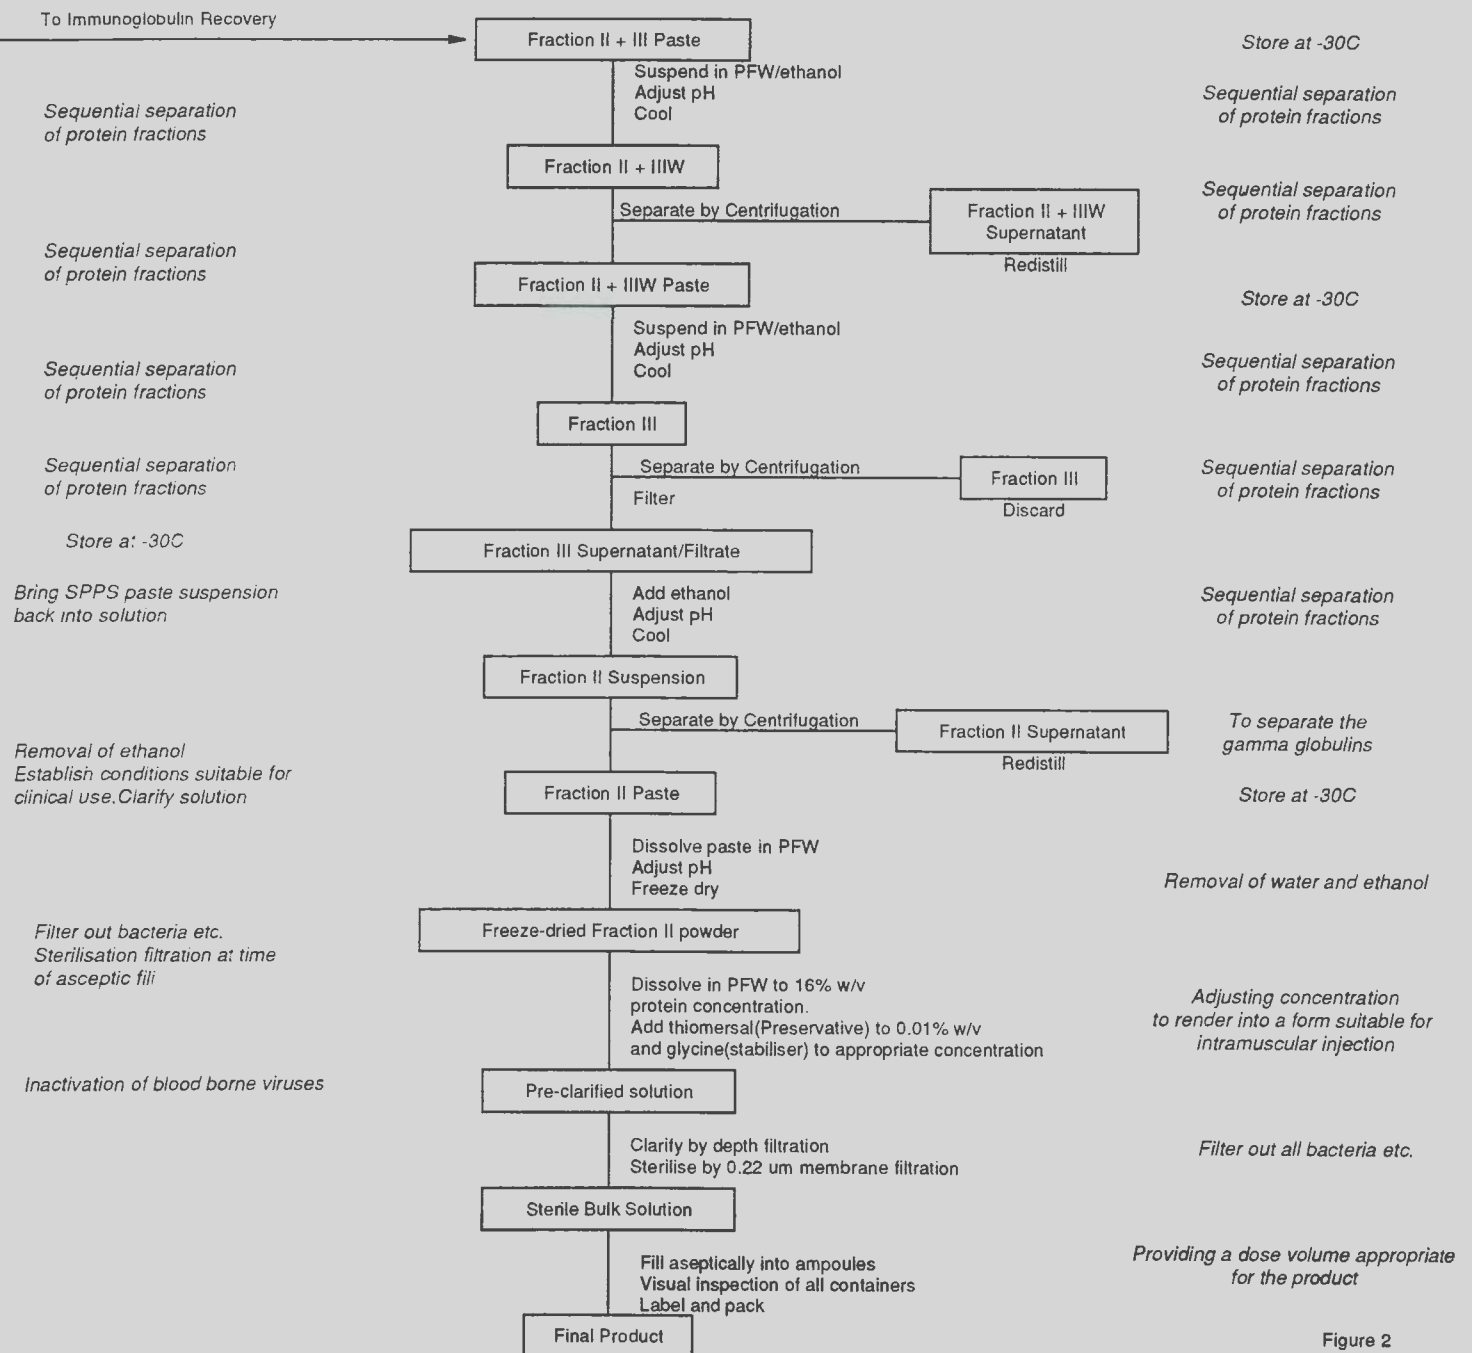 To Immunoglobulin Recovery
Fraction II + III Paste
Store at -30C
Suspend in PFW/ethanol
Adjust pH
Cool
Sequential separation
of protein fractions
Sequential separation
of protein fractions
Fraction II + IIIW
Separate by Centrifugation
Fraction II + IIIW
Supernatant
Redistill
Sequential separation
of protein fractions
Sequential separation
of protein fractions
Fraction II + IIIW Paste
Store at -30C
Suspend in PFW/ethanol
Adjust pH
Cool
Sequential separation
of protein fractions
Sequential separation
of protein fractions
Fraction III
Sequential separation
of protein fractions
Separate by Centrifugation
Filter
Fraction III
Discard
Sequential separation
of protein fractions
Store at -30C
Fraction III Supernatant/Filtrate
Bring SPPS paste suspension
back into solution
Add ethanol
Adjust pH
Cool
Sequential separation
of protein fractions
Fraction II Suspension
Separate by Centrifugation
Fraction II Supernatant
Redistill
To separate the
gamma globulins
Removal of ethanol
Establish conditions suitable for
clinical use.Clarify solution
Fraction II Paste
Store at -30C
Dissolve paste in PFW
Adjust pH
Freeze dry
Removal of water and ethanol
Filter out bacteria etc.
Sterilisation filtration at time
of asceptic fill
Freeze-dried Fraction II powder
Dissolve in PFW to 16% w/v
protein concentration.
Add thiomersal(Preservative) to 0.01% w/v
and glycine(stabiliser) to appropriate concentration
Adjusting concentration
to render into a form suitable for
intramuscular injection
Inactivation of blood borne viruses
Pre-clarified solution
Clarify by depth filtration
Sterilise by 0.22 um membrane filtration
Filter out all bacteria etc.
Sterile Bulk Solution
Fill aseptically into ampoules
Visual inspection of all containers
Label and pack
Providing a dose volume appropriate
for the product
Final Product
Figure 2